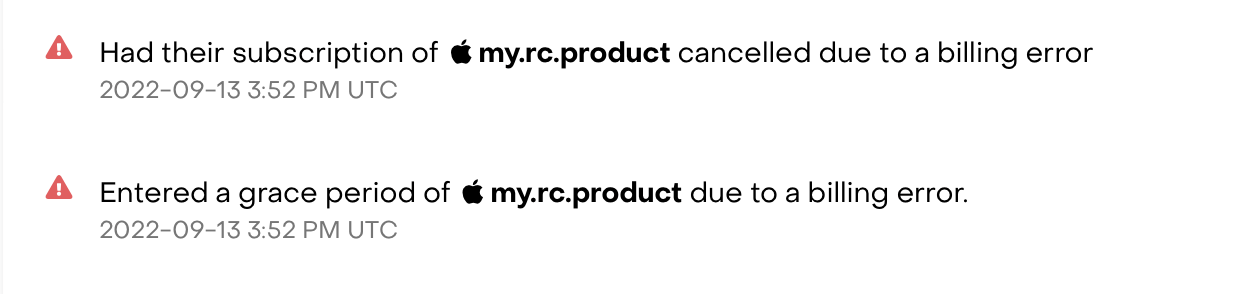 Had their subscription of my.rc.product cancelled due to a billing error
2022-09-13 3:52 PM UTC
Entered a grace period of my.rc.product due to a billing error.
2022-09-13 3:52 PM UTC